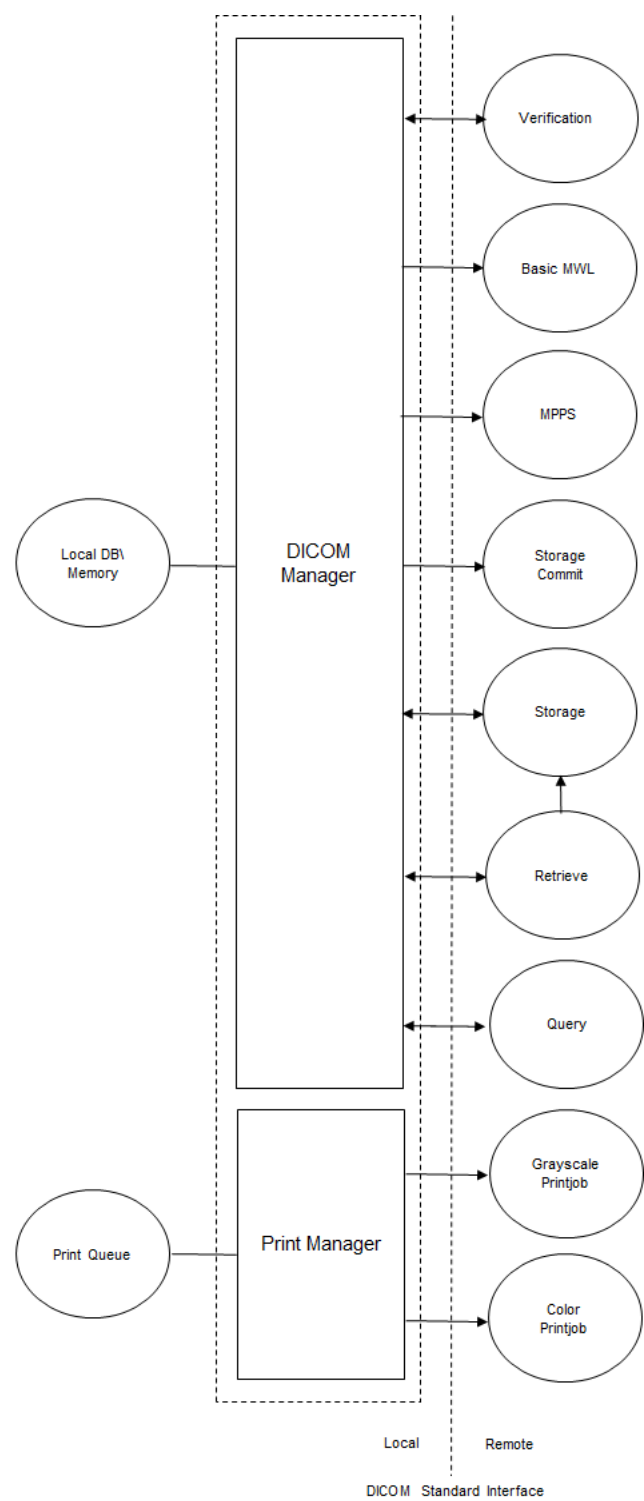 Verification
Basic MWL
MPPS
Local DB\
Memory
DICOM
Manager
Storage
Commit
Storage
Retrieve
Query
Grayscale
Printjob
Print Queue
Print Manager
Color
Printjob
Local
Remote
DICOM Standard Interface